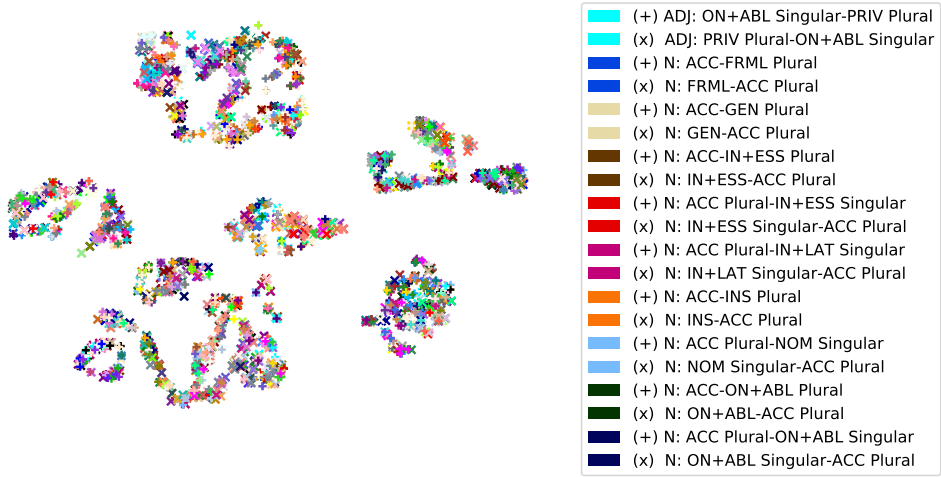 (+) ADJ: ON+ABL Singular-PRIV Plural
(x) ADJ: PRIV Plural-ON+ABL Singular
(+) N: ACC-FRML Plural
(x) N: FRML-ACC Plural
(+) N: ACC-GEN Plural
(x) N: GEN-ACC Plural
(+) N: ACC-IN+ESS Plural
(x) N: IN+ESS-ACC Plural
(+) N: ACC Plural-IN+ESS Singular
(x) N: IN+ESS Singular-ACC Plural
(+) N: ACC Plural-IN+LAT Singular
(x) N: IN+LAT Singular-ACC Plural
(+) N: ACC-INS Plural
(x) N: INS-ACC Plural
(+) N: ACC Plural-NOM Singular
(x) N: NOM Singular-ACC Plural
(+) N: ACC-ON+ABL Plural
(x) N: ON+ABL-ACC Plural
(+) N: ACC Plural-ON+ABL Singular
(x) N: ON+ABL Singular-ACC Plural